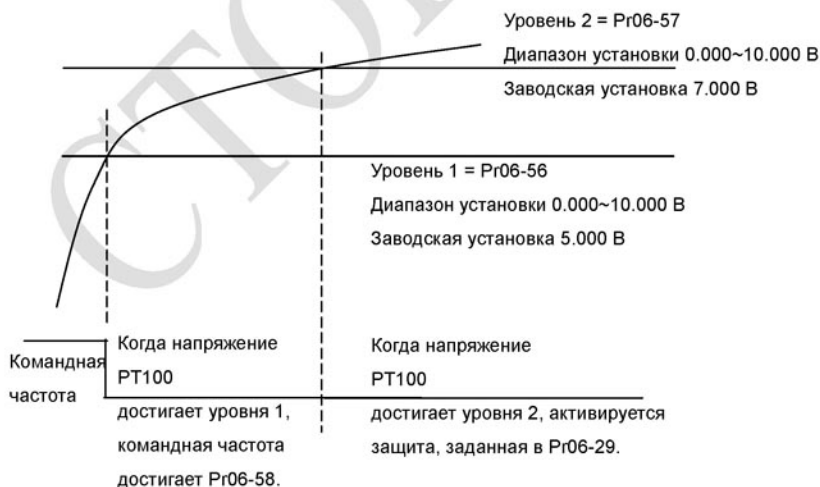 Уровень 2 = Pr06-57
Диапазон установки 0.000~10.000 В
Заводская установка 7.000 В
Уровень 1 = Pr06-56
Диапазон установки 0.000~10.000 В
Заводская установка 5.000 В
Командная
частота
Когда напряжение
PT100
достигает уровня 1,
командная частота
достигает Pr06-58.
Когда напряжение
PT100
достигает уровня 2, активируется
защита, заданная в Pr06-29.